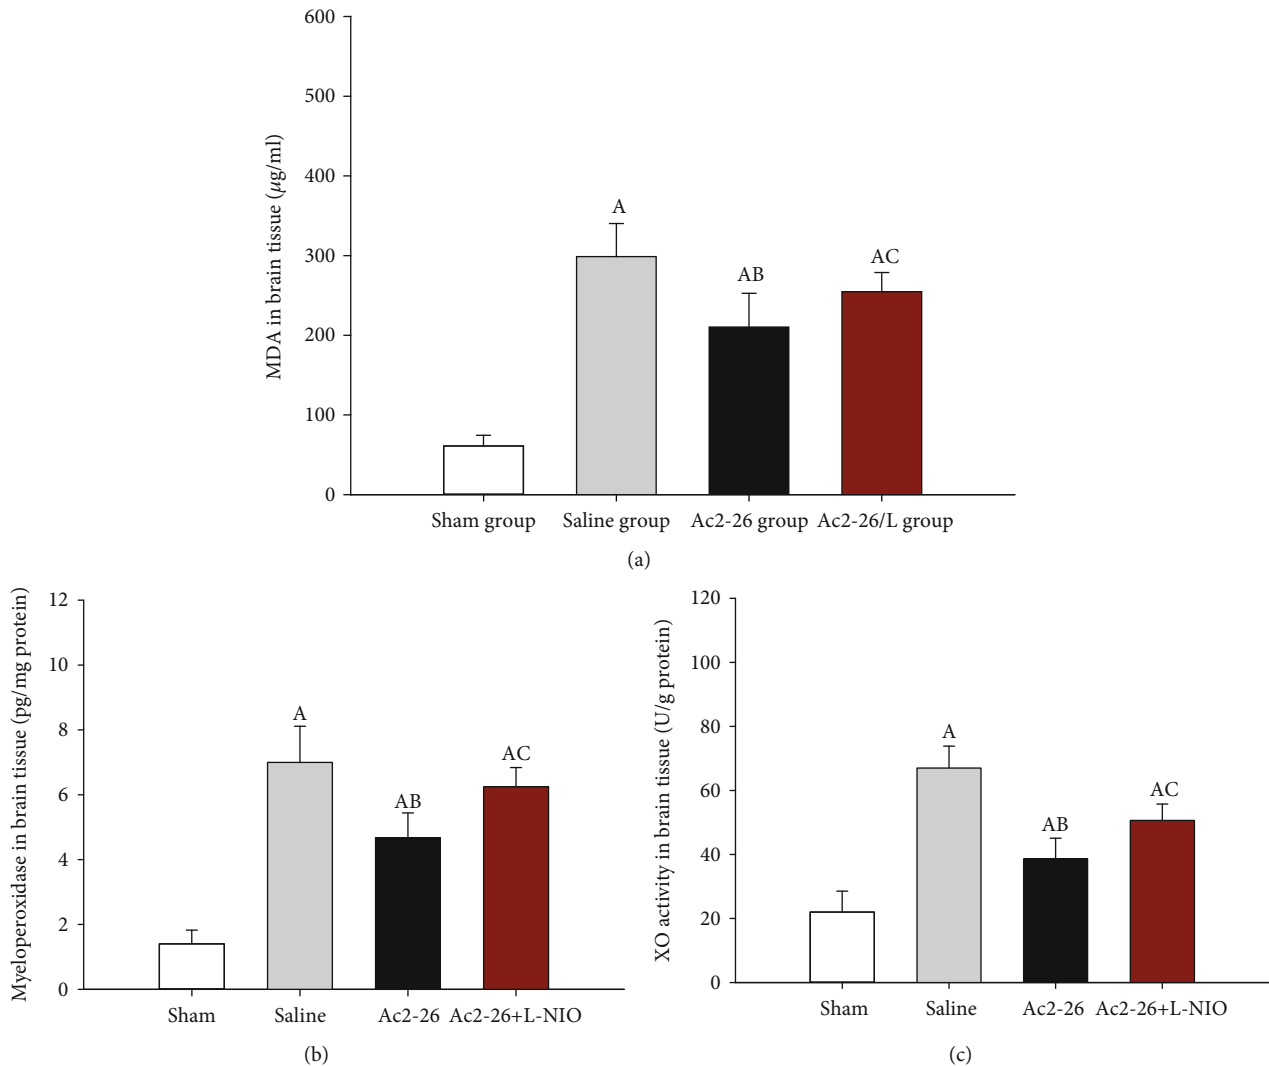 600
500
400
300
200
100
0
MDA in brain tissue (μg/ml)
A
AB
AC
Sham group Saline group Ac2-26 group Ac2-26/L group
(a)
12
10
8
6
4
2
0
Myeloperoxidase in brain tissue (pg/mg protein)
A
AB
AC
Sham Saline Ac2-26 Ac2-26+L-NIO
(b)
120
100
80
60
40
20
0
XO activity in brain tissue (U/g protein)
A
AB
AC
Sham Saline Ac2-26 Ac2-26+L-NIO
(c)